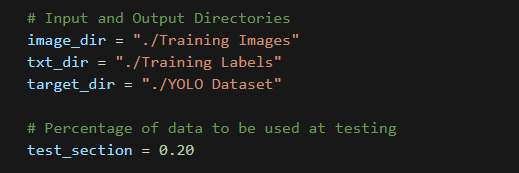 # Input and Output Directories
image_dir = "./Training Images"
txt_dir = "./Training Labels"
target_dir = "./YOLO Dataset"
# Percentage of data to be used at testing
test_section = 0.20